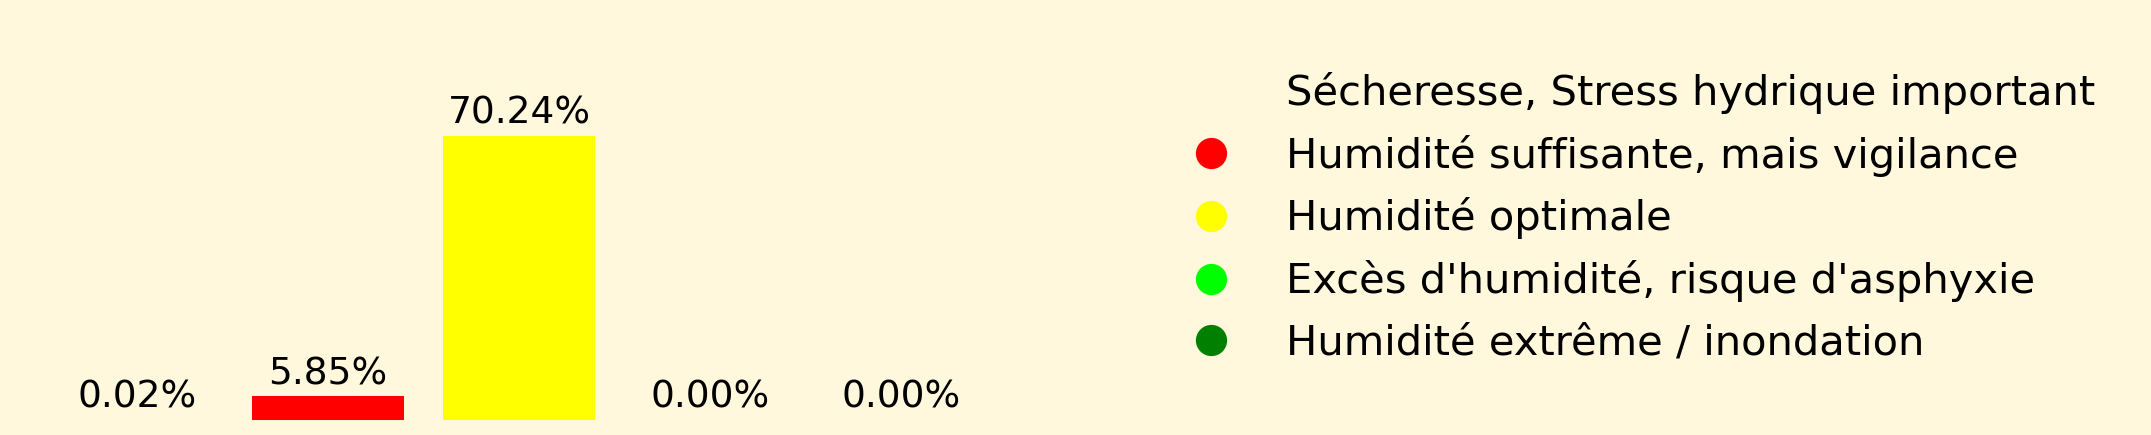 70.24%
5.85%
0.02%
0.00%
0.00%
Sécheresse, Stress hydrique important
Humidité suffisante, mais vigilance
Humidité optimale
Excès d'humidité, risque d'asphyxie
Humidité extrême / inondation